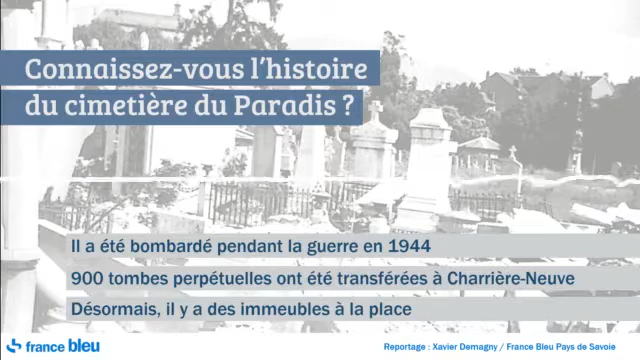 Connaissez-vous l'histoire
du cimetière du Paradis ?
Il a été bombardé pendant la guerre en 1944
900 tombes perpétuelles ont été transférées à Charrière-Neuve
Désormais, il y a des immeubles à la place
france bleu
Reportage : Xavier Demagny / France Bleu Pays de Savoie